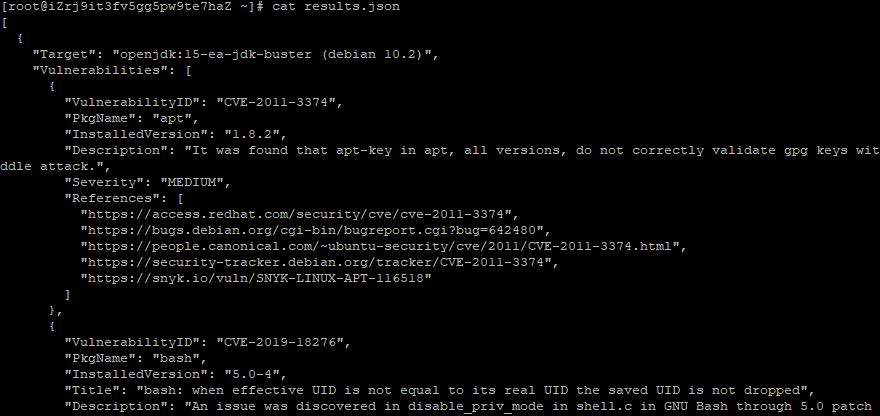 [root@iZrj9it3fv5gg5pw9te7haZ ~]# cat results.json
[
  {
    "Target": "openjdk:15-ea-jdk-buster (debian 10.2)",
    "Vulnerabilities": [
      {
        "VulnerabilityID": "CVE-2011-3374",
        "PkgName": "apt",
        "InstalledVersion": "1.8.2",
        "Description": "It was found that apt-key in apt, all versions, do not correctly validate gpg keys wit
ddle attack.",
        "Severity": "MEDIUM",
        "References": [
          "https://access.redhat.com/security/cve/cve-2011-3374",
          "https://bugs.debian.org/cgi-bin/bugreport.cgi?bug=642480",
          "https://people.canonical.com/~ubuntu-security/cve/2011/CVE-2011-3374.html",
          "https://security-tracker.debian.org/tracker/CVE-2011-3374",
          "https://snyk.io/vuln/SNYK-LINUX-APT-116518"
        ]
      },
      {
        "VulnerabilityID": "CVE-2019-18276",
        "PkgName": "bash",
        "InstalledVersion": "5.0-4",
        "Title": "bash: when effective UID is not equal to its real UID the saved UID is not dropped",
        "Description": "An issue was discovered in disable_priv_mode in shell.c in GNU Bash through 5.0 patch